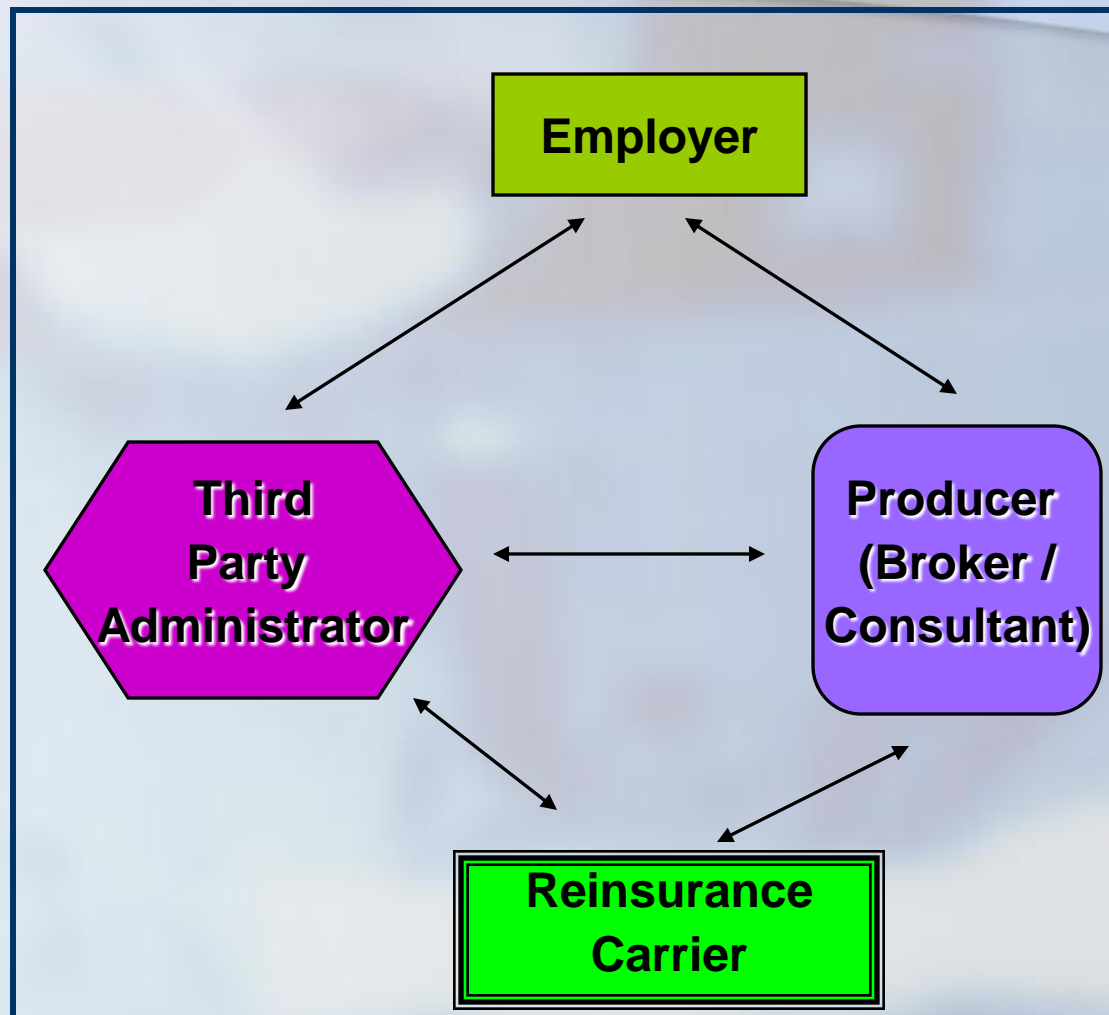 Employer
Third
Party
Administrator
Producer
(Broker /
Consultant)
Reinsurance
Carrier